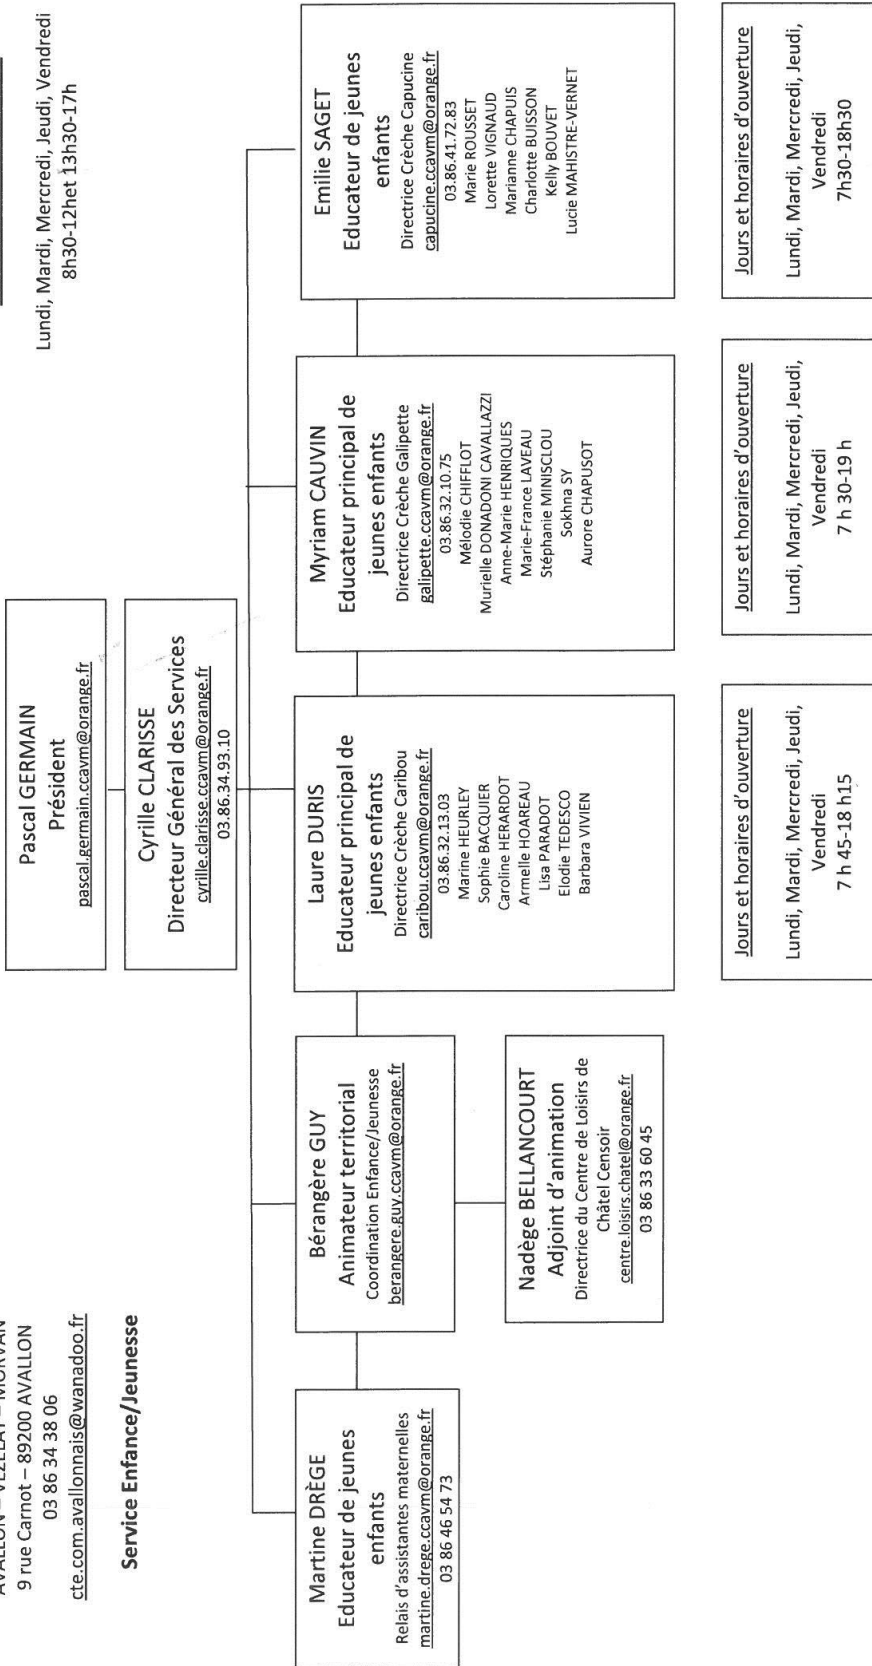 AVALLON – VÉZELAY – MORVAN
9 rue Carnot – 89200 AVALLON
03 86 34 38 06
cte.com.avallonnais@wanadoo.fr
Service Enfance/Jeunesse
Lundi, Mardi, Mercredi, Jeudi, Vendredi
8h30-12het 13h30-17h
Pascal GERMAIN
Président
pascal.germain.ccavm@orange.fr
Cyrille CLARISSE
Directeur Général des Services
cyrille.clarisse.ccavm@orange.fr
03.86.34.93.10
Martine DRÈGE
Educateur de jeunes
enfants
Relais d'assistantes maternelles
martine.drege.ccavm@orange.fr
03 86 46 54 73
Bérangère GUY
Animateur territorial
Coordination Enfance/Jeunesse
berangere.guy.ccavm@orange.fr
Nadège BELLANCOURT
Adjoint d'animation
Directrice du Centre de Loisirs de
Châtel Censoir
centre.loisirs.chatel@orange.fr
03 86 33 60 45
Laure DURIS
Educateur principal de
jeunes enfants
Directrice Crèche Caribou
caribou.ccavm@orange.fr
03.86.32.13.03
Marine HEURLEY
Sophie BACQUIER
Caroline HERARDOT
Armelle HOAREAU
Lisa PARADOT
Elodie TEDESCO
Barbara VIVIEN
Myriam CAUVIN
Educateur principal de
jeunes enfants
Directrice Crèche Galipette
galipette.ccavm@orange.fr
03.86.32.10.75
Mélodie CHIFFLOT
Murielle DONADONI CAVALLAZZI
Anne-Marie HENRIQUES
Marie-France LAVEAU
Stéphanie MINISCLOU
Sokhna SY
Aurore CHAPUSOT
Emilie SAGET
Educateur de jeunes
enfants
Directrice Crèche Capucine
capucine.ccavm@orange.fr
03.86.41.72.83
Marie ROUSSET
Lorette VIGNAUD
Marianne CHAPUIS
Charlotte BUISSON
Kelly BOUVET
Lucie MAHISTRE-VERNET
Jours et horaires d'ouverture
Lundi, Mardi, Mercredi, Jeudi,
Vendredi
7 h 45-18 h15
Jours et horaires d'ouverture
Lundi, Mardi, Mercredi, Jeudi,
Vendredi
7 h 30-19 h
Jours et horaires d'ouverture
Lundi, Mardi, Mercredi, Jeudi,
Vendredi
7h30-18h30